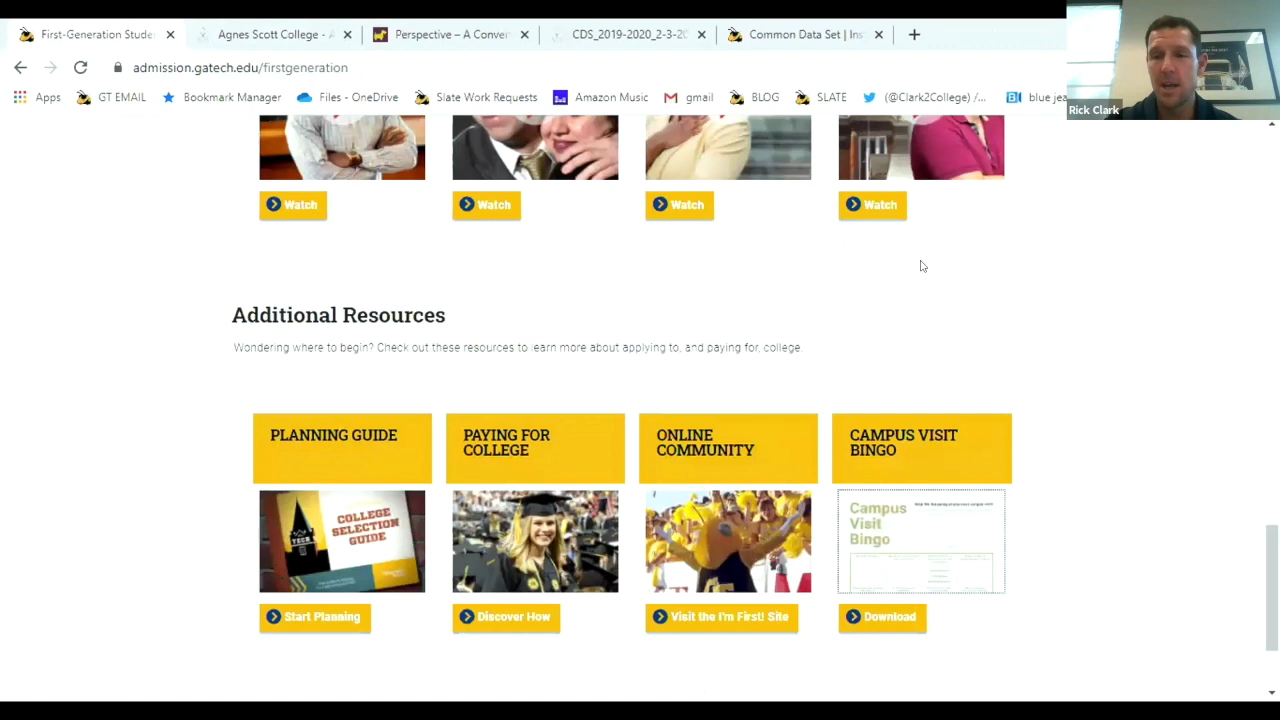 First-Generation Stude
Agnes Scott College - A
Perspective – A Conver
CDS_2019-2020_2-3-20
Common Data Set | Ins
admission.gatech.edu/firstgeneration
Apps
GT EMAIL
Bookmark Manager
Files - OneDrive
Slate Work Requests
Amazon Music
gmail
BLOG
SLATE
(@Clark2College) /...
blue jea
Rick Clark
Watch
Watch
Watch
Watch
Additional Resources
Wondering where to begin? Check out these resources to learn more about applying to, and paying for, college.
PLANNING GUIDE
PAYING FOR
COLLEGE
ONLINE
COMMUNITY
CAMPUS VISIT
BINGO
TECH
COLLEGE
SELECTION
GUIDE
Campus
Visit
Bingo
Start Planning
Discover How
Visit the I'm First! Site
Download